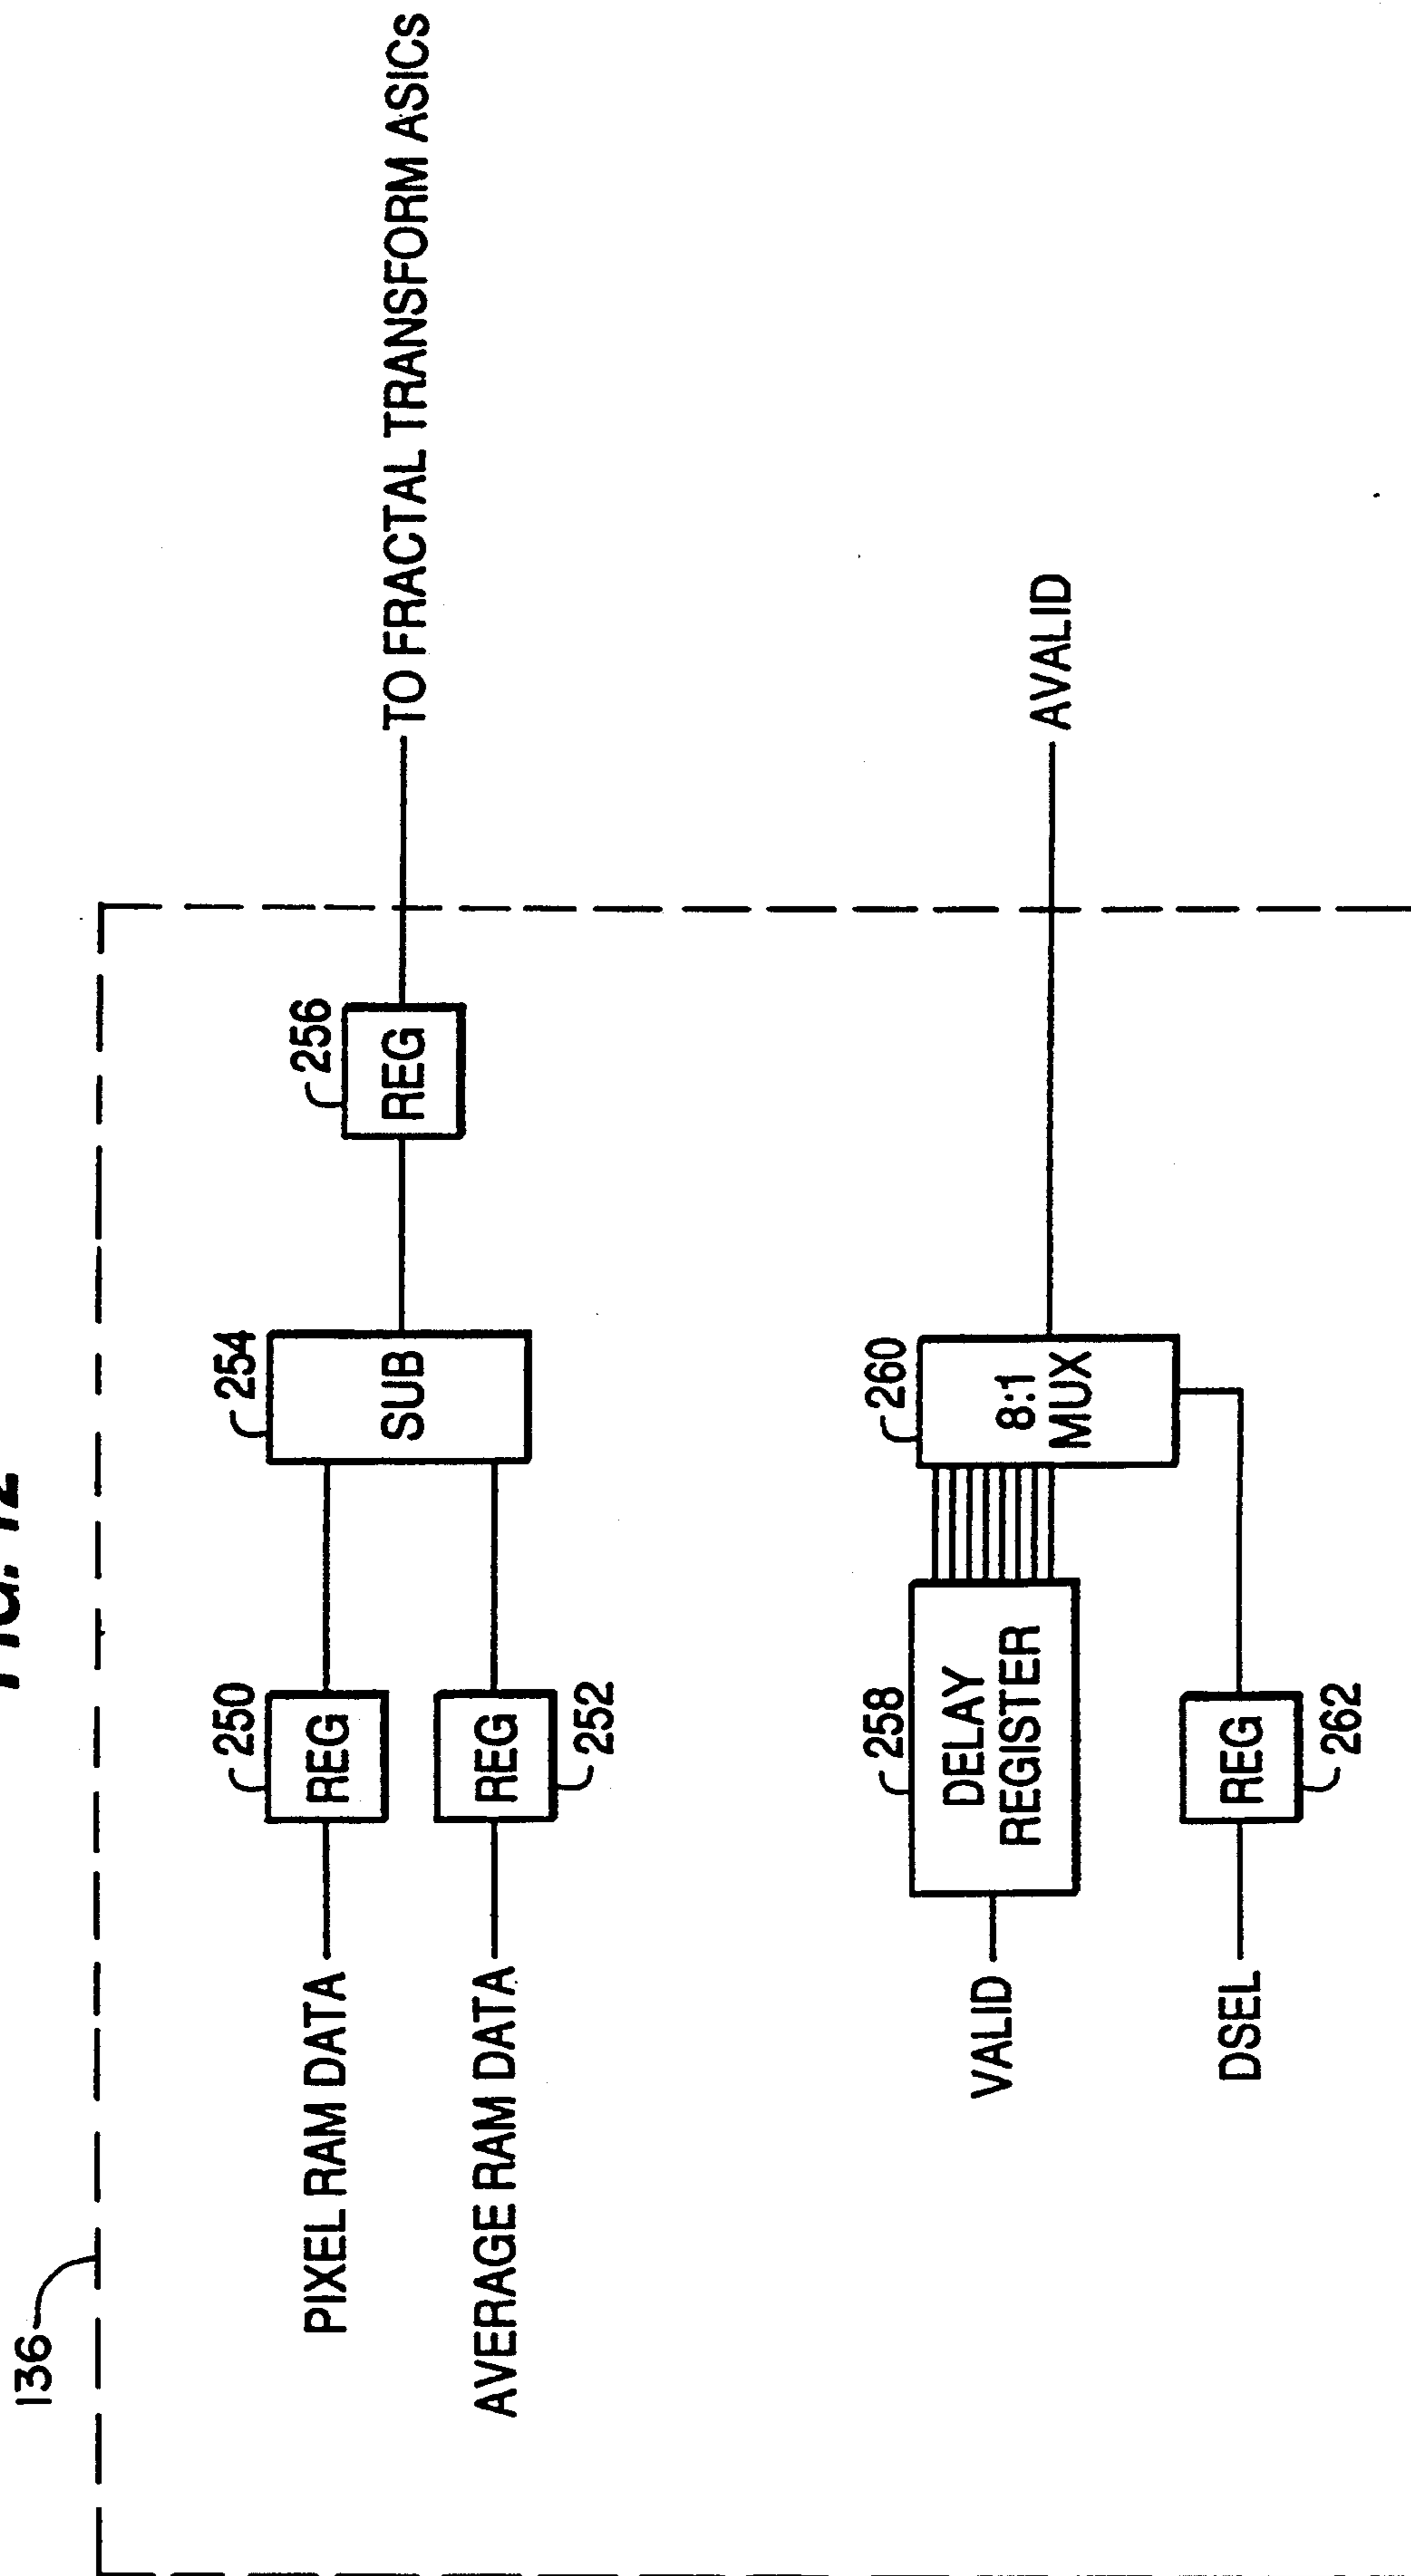 FIG. 12
136
PIXEL RAM DATA
250
REG
AVERAGE RAM DATA
REG
252
254
SUB
256
REG
TO FRACTAL TRANSFORM ASICS
VALID
258
DELAY
REGISTER
260
8:1
MUX
AVALID
DSEL
REG
262